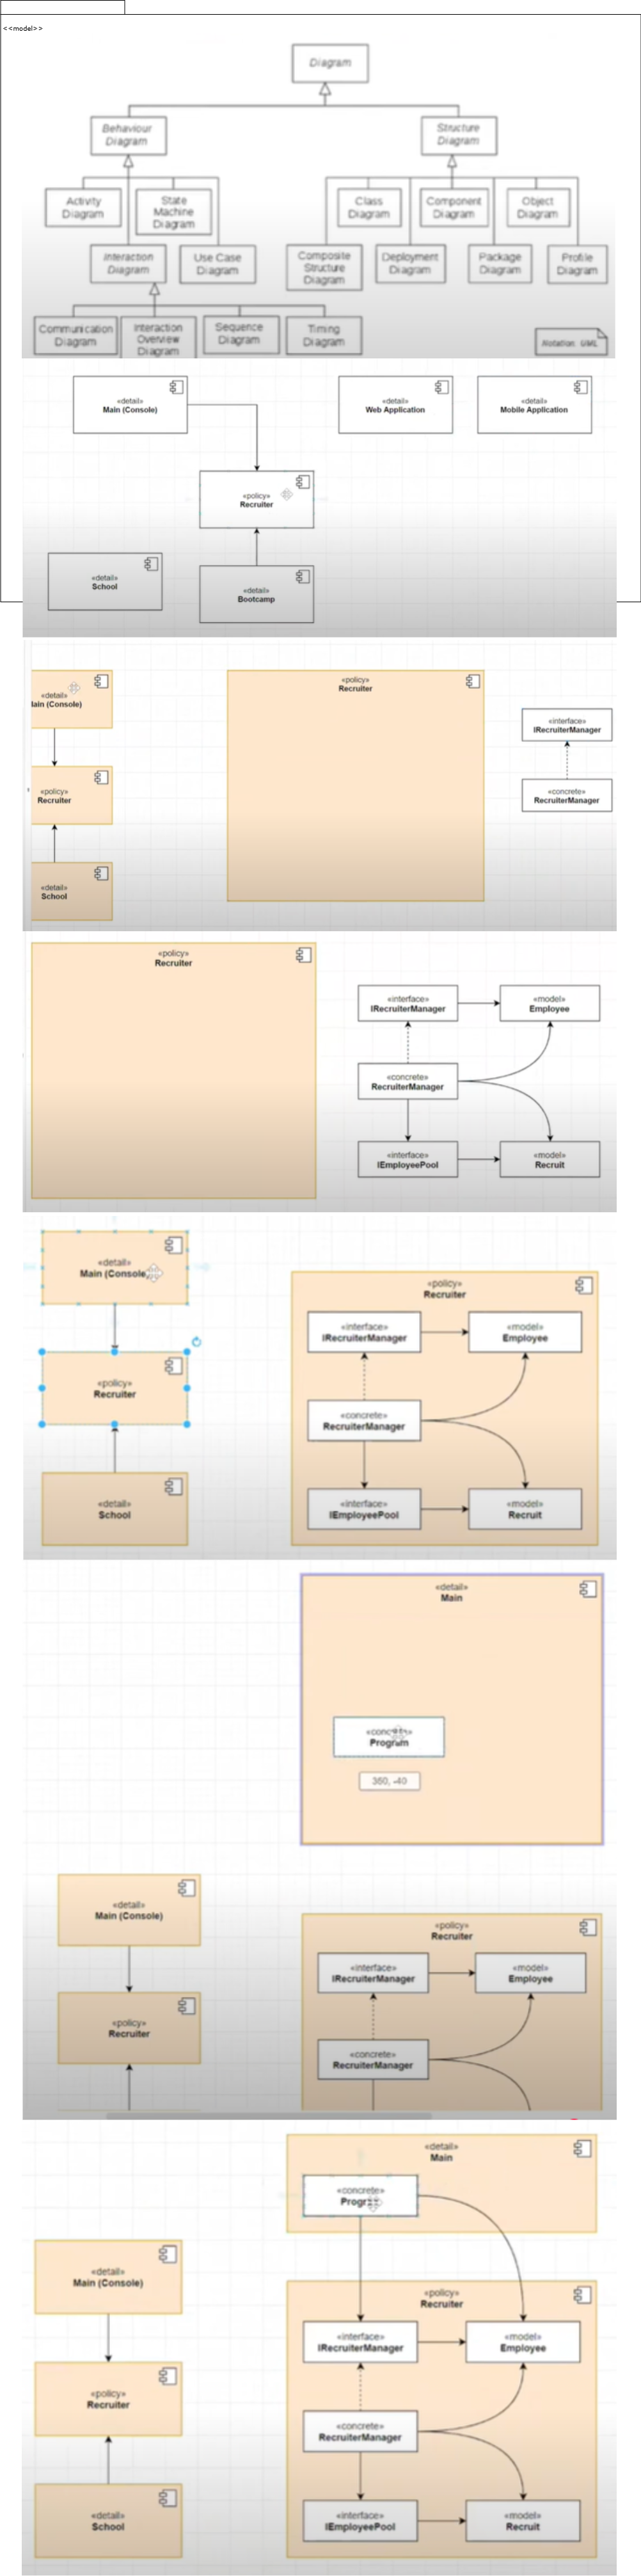 <<model>>
Diagram
Behaviour
Diagram
Structure
Diagram
Activity
Diagram
State
Machine
Diagram
Class
Diagram
Component
Diagram
Object
Diagram
Interaction
Diagram
Use Case
Diagram
Composite
Structure
Diagram
Deployment
Diagram
Package
Diagram
Profile
Diagram
Communication
Diagram
Interaction
Overview
Diagram
Sequence
Diagram
Timing
Diagram
Notation: UML
«detail»
Main (Console)
«detail»
Web Application
«detail»
Mobile Application
«policy»
Recruiter
«detail»
School
«detail»
Bootcamp
«detail»
lain (Console)
«policy»
Recruiter
«detail»
School
«policy»
Recruiter
«interface»
IRecruiterManager
«concrete»
RecruiterManager
«policy»
Recruiter
«interface»
IRecruiterManager
«model»
Employee
«concrete»
RecruiterManager
«interface»
IEmployeePool
«model»
Recruit
«detail»
Main (Console)
«policy»
Recruiter
«detail»
School
«policy»
Recruiter
«interface»
IRecruiterManager
«model»
Employee
«concrete»
RecruiterManager
«interface»
IEmployeePool
«model»
Recruit
«detail»
Main
«concrete»
Program
350, -40
«detail»
Main (Console)
«policy»
Recruiter
«policy»
Recruiter
«interface»
IRecruiterManager
«model»
Employee
«concrete»
RecruiterManager
«detail»
Main
«concrete»
Program
«detail»
Main (Console)
«policy»
Recruiter
«detail»
School
«policy»
Recruiter
«interface»
IRecruiterManager
«model»
Employee
«concrete»
RecruiterManager
«interface»
IEmployeePool
«model»
Recruit